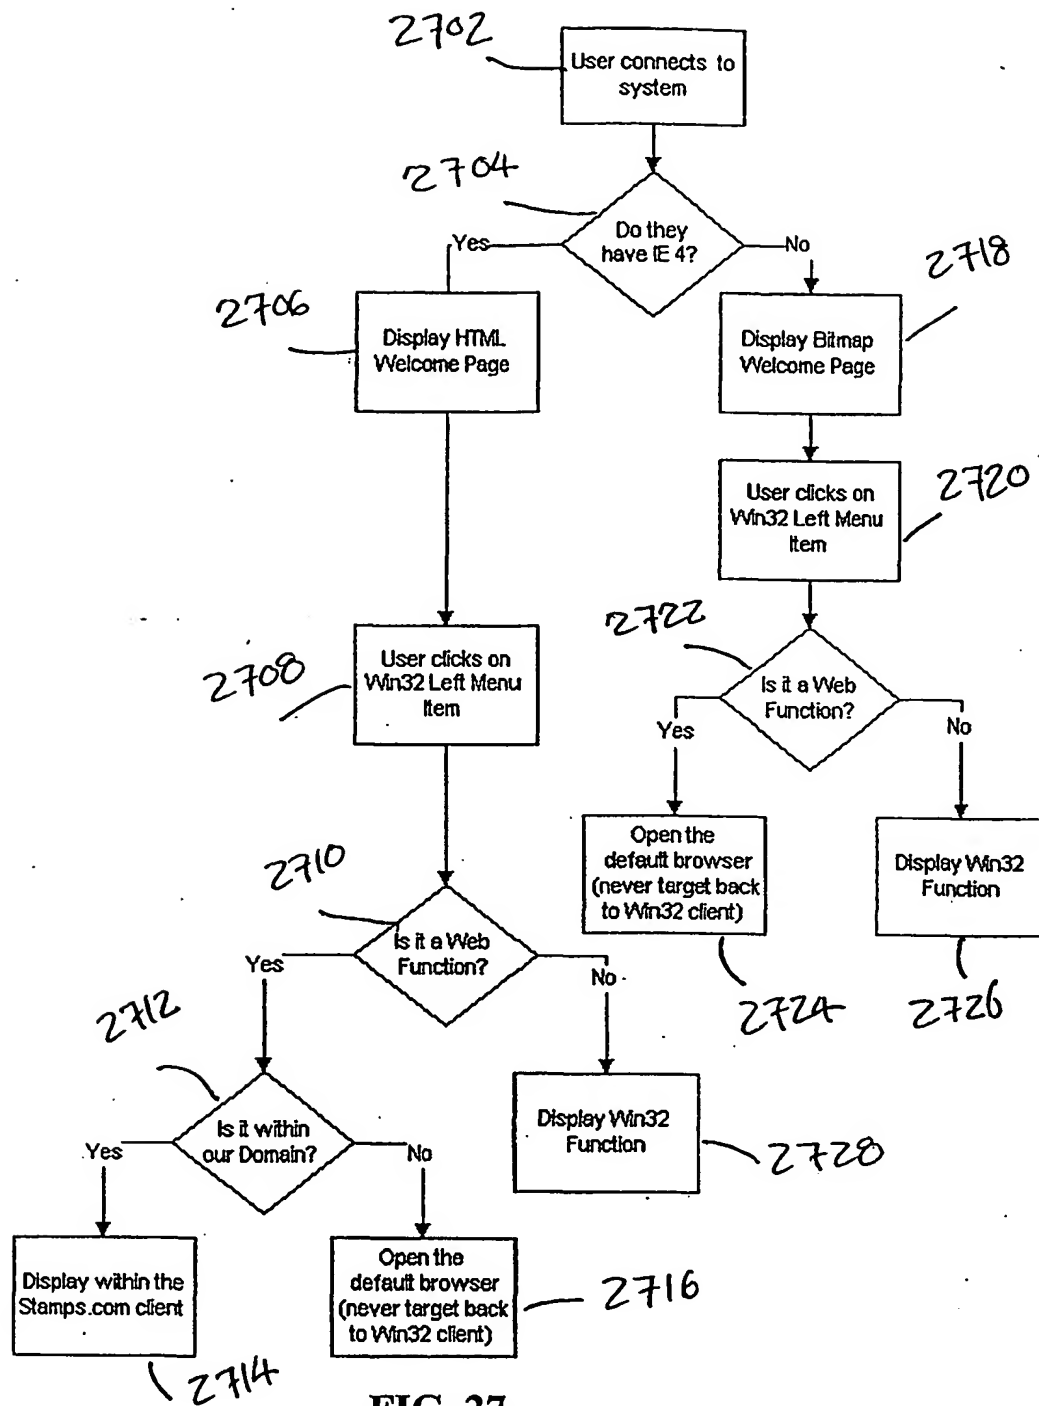 2702
User connects to
system
2704
Do they
have IE 4?
Yes
No
2706
Display HTML
Welcome Page
2718
Display Bitmap
Welcome Page
2720
User clicks on
Win32 Left Menu
Item
2722
Is it a Web
Function?
Yes
No
2708
User clicks on
Win32 Left Menu
Item
Open the
default browser
(never target back
to Win32 client)
2724
Display Win32
Function
2726
2710
Is it a Web
Function?
Yes
No
2712
Is it within
our Domain?
Yes
No
Display Win32
Function
2728
Display within the
Stamps.com client
2714
Open the
default browser
(never target back
to Win32 client)
2716
FIG. 27